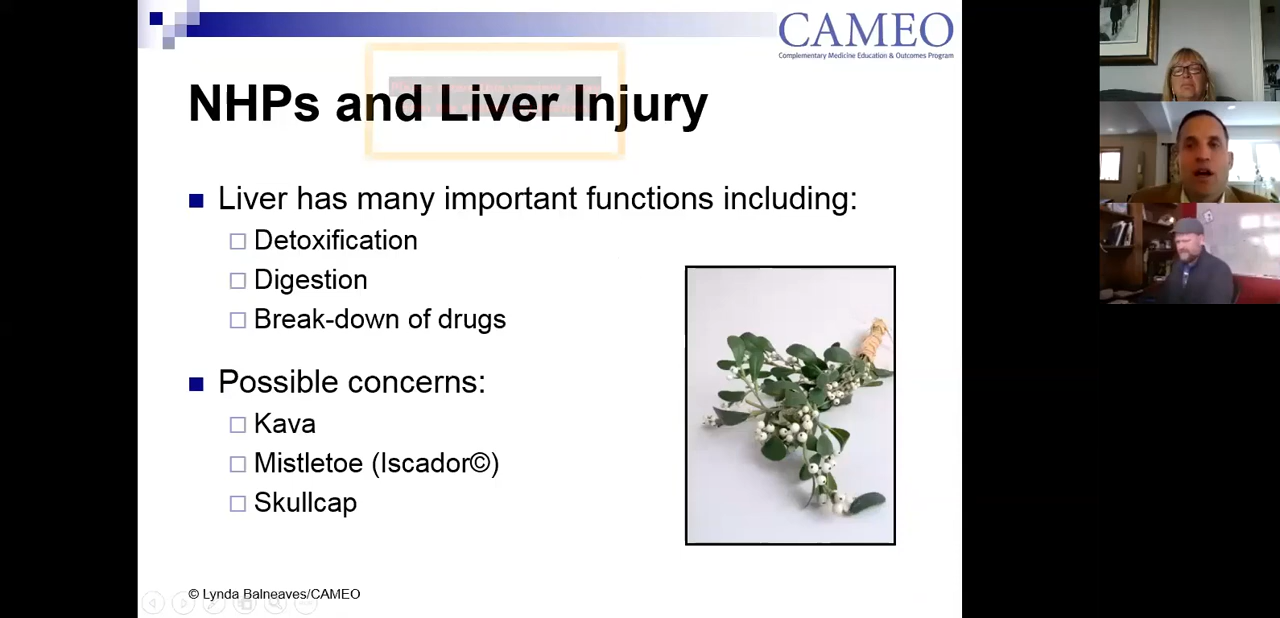 CAMEO
Complementary Medicine Education & Outcomes Program
NHPs and Liver Injury
Liver has many important functions including:
Detoxification
Digestion
Break-down of drugs
Possible concerns:
Kava
Mistletoe (Iscador©)
Skullcap
© Lynda Balneaves/CAMEO